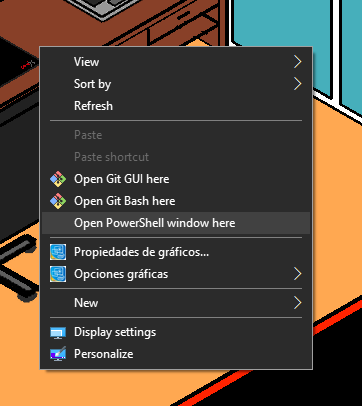 View
Sort by
Refresh
Paste
Paste shortcut
Open Git GUI here
Open Git Bash here
Open PowerShell window here
Propiedades de gráficos...
Opciones gráficas
New
Display settings
Personalize